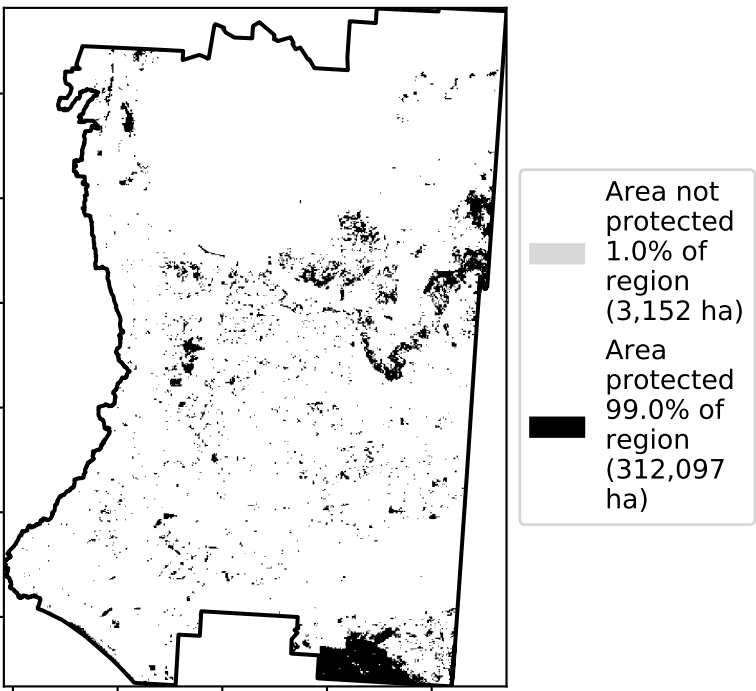 Area not
protected
1.0% of
region
(3,152 ha)
Area
protected
99.0% of
region
(312,097
ha)